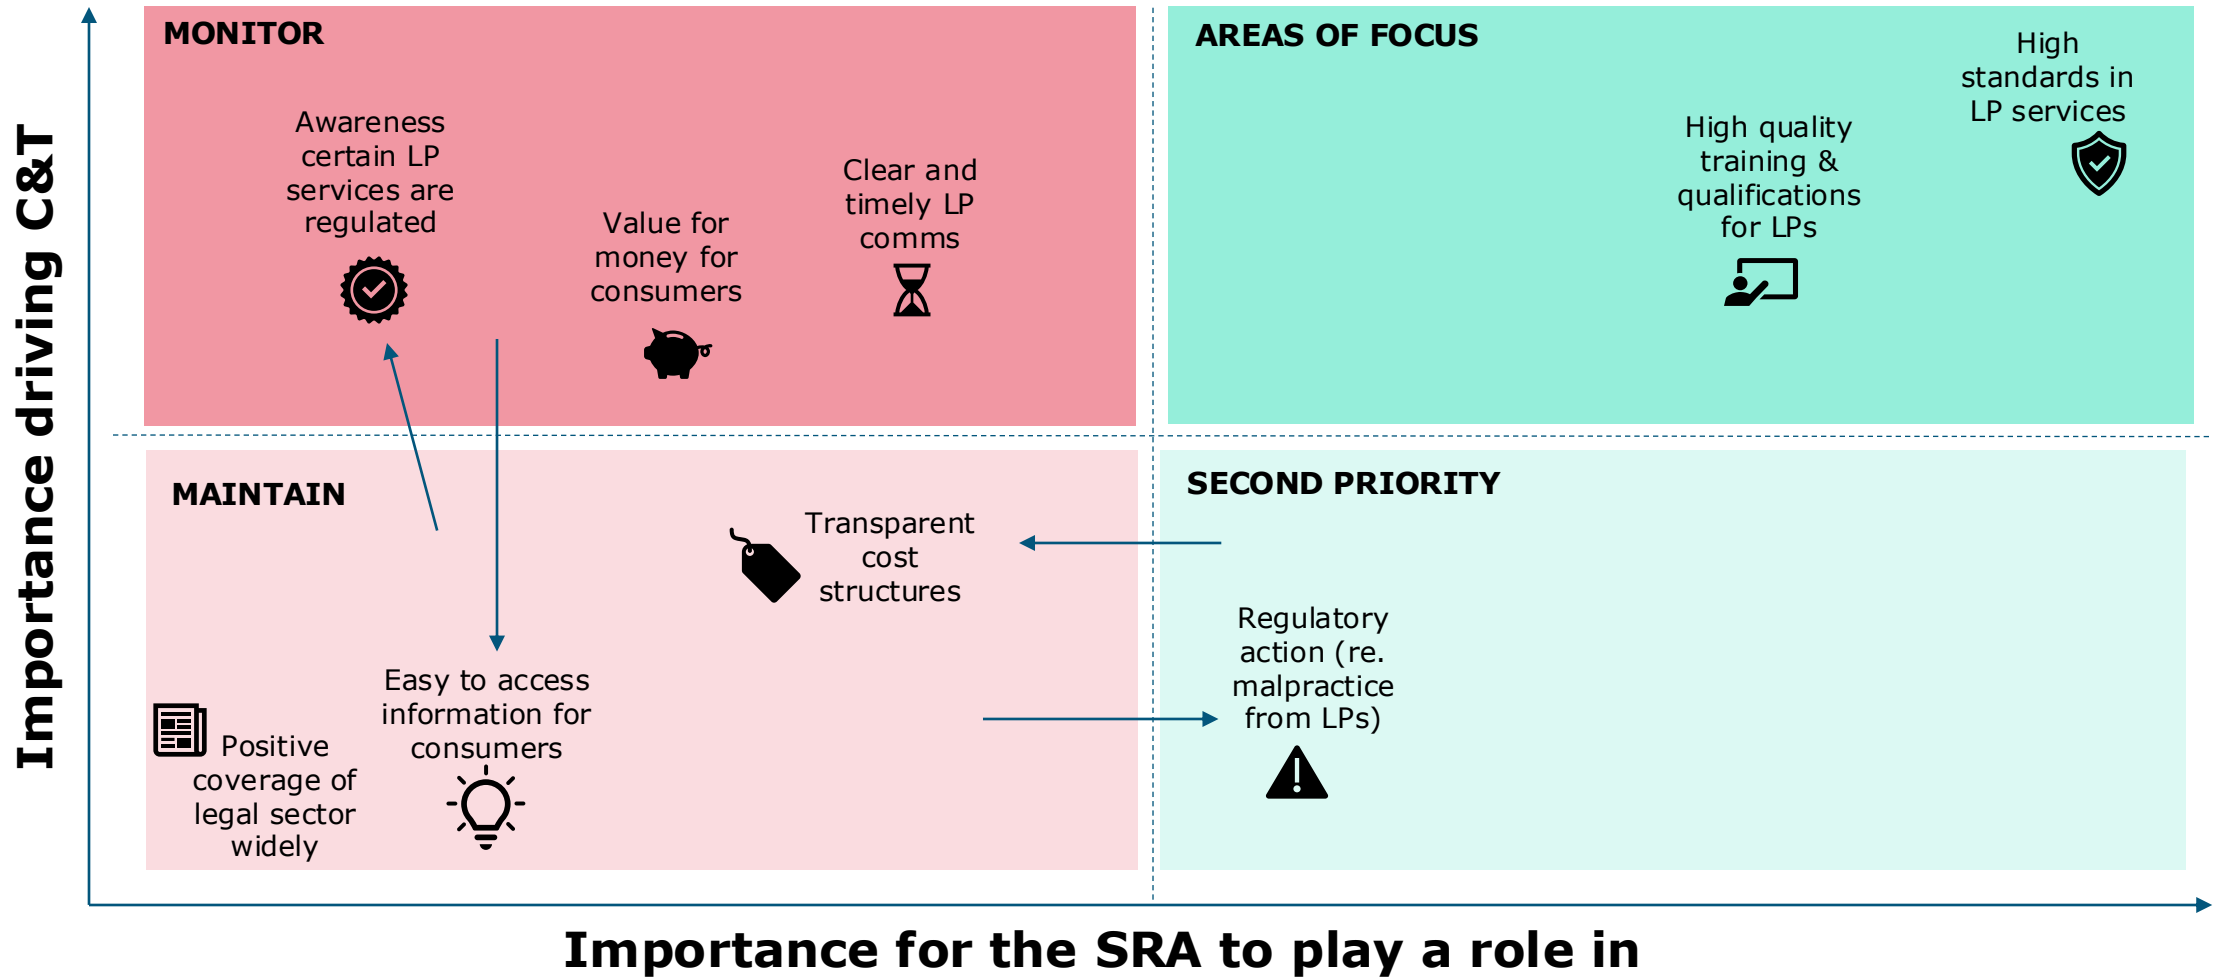 Importance driving C&T
MONITOR
Awareness
certain LP
services are
regulated
Value for
money for
consumers
Clear and
timely LP
comms
AREAS OF FOCUS
High quality
training &
qualifications
for LPs
High
standards in
LP services
MAINTAIN
Positive
coverage of
legal sector
widely
Easy to access
information for
consumers
Transparent
cost
structures
SECOND PRIORITY
Regulatory
action (re.
malpractice
from LPs)
Importance for the SRA to play a role in